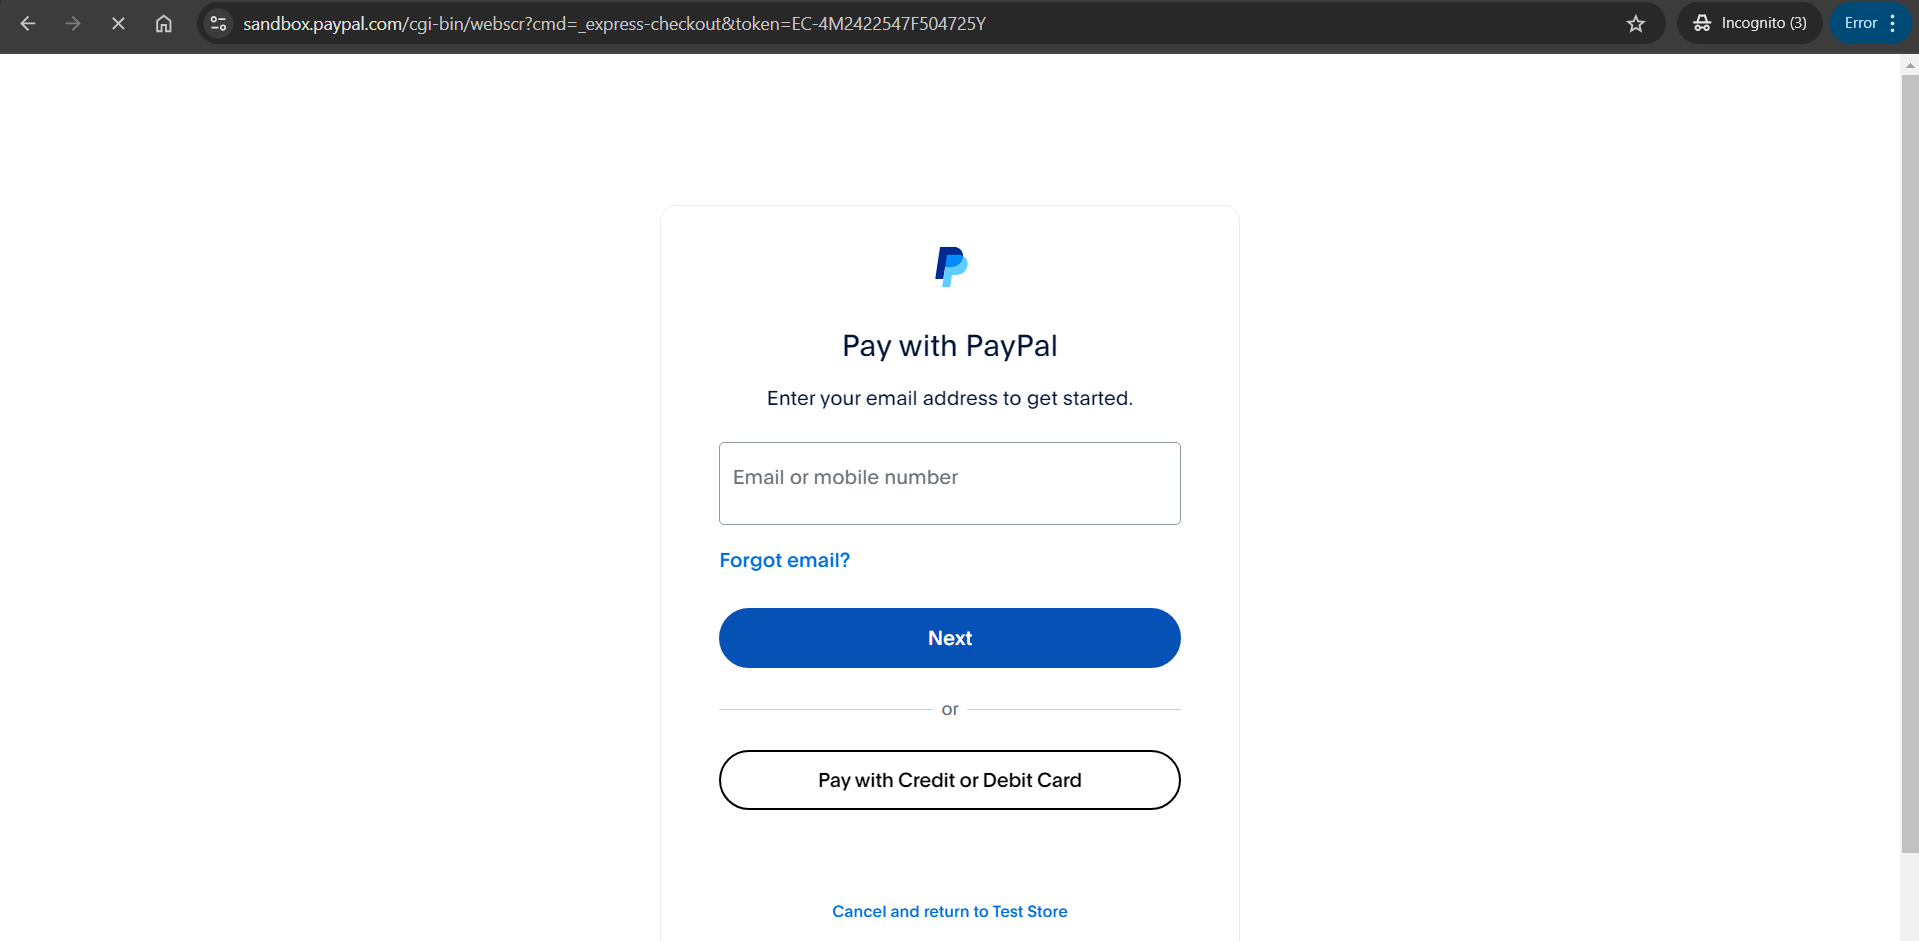 sandbox.paypal.com/cgi-bin/webscr?cmd=_express-checkout&token=EC-4M2422547F504725Y
Incognito (3)
Error
Pay with PayPal
Enter your email address to get started.
Email or mobile number
Forgot email?
Next
or
Pay with Credit or Debit Card
Cancel and return to Test Store